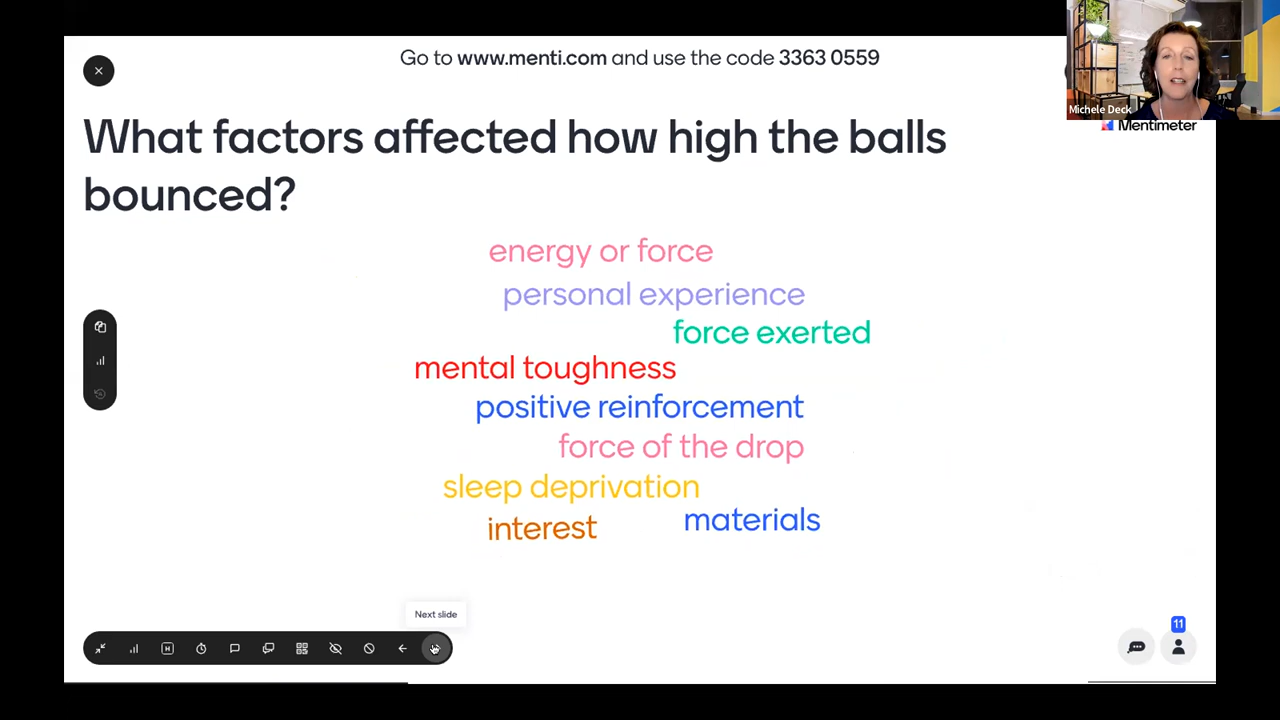 Go to www.menti.com and use the code 3363 0559
Michele Deck
Mentimeter
What factors affected how high the balls
bounced?
energy or force
personal experience
force exerted
mental toughness
positive reinforcement
force of the drop
sleep deprivation
interest
materials
Next slide
H
11